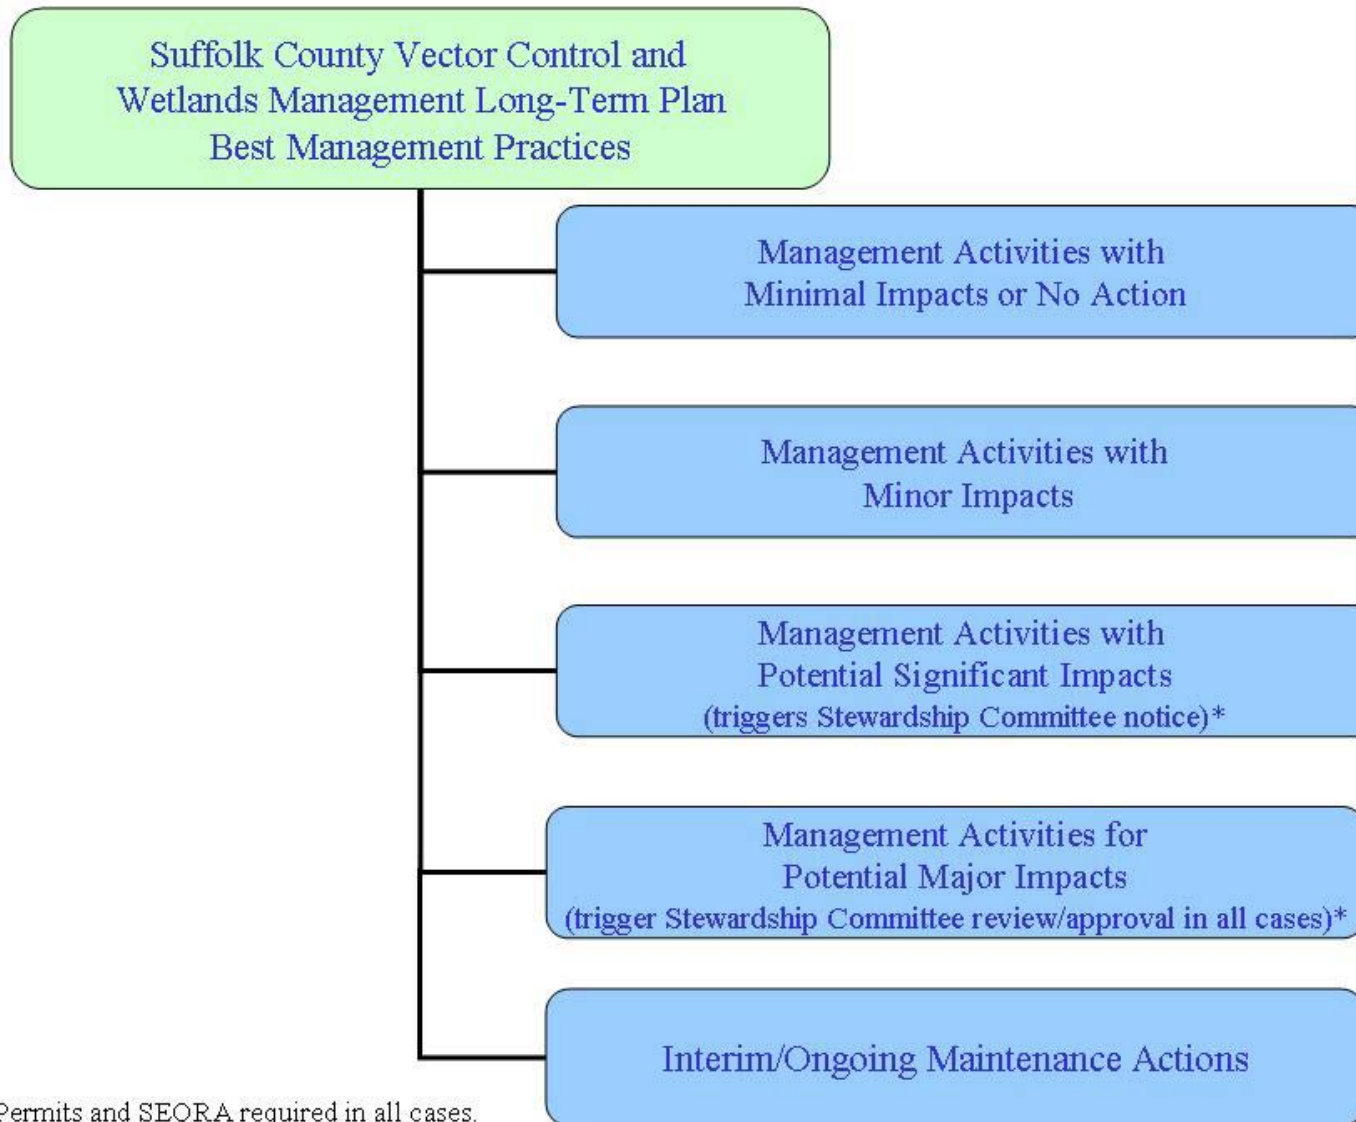 Suffolk County Vector Control and
Wetlands Management Long-Term Plan
Best Management Practices
Management Activities with
Minimal Impacts or No Action
Management Activities with
Minor Impacts
Management Activities with
Potential Significant Impacts
(triggers Stewardship Committee notice)*
Management Activities for
Potential Major Impacts
(trigger Stewardship Committee review/approval in all cases)*
Interim/Ongoing Maintenance Actions
Permits and SEQRA required in all cases.